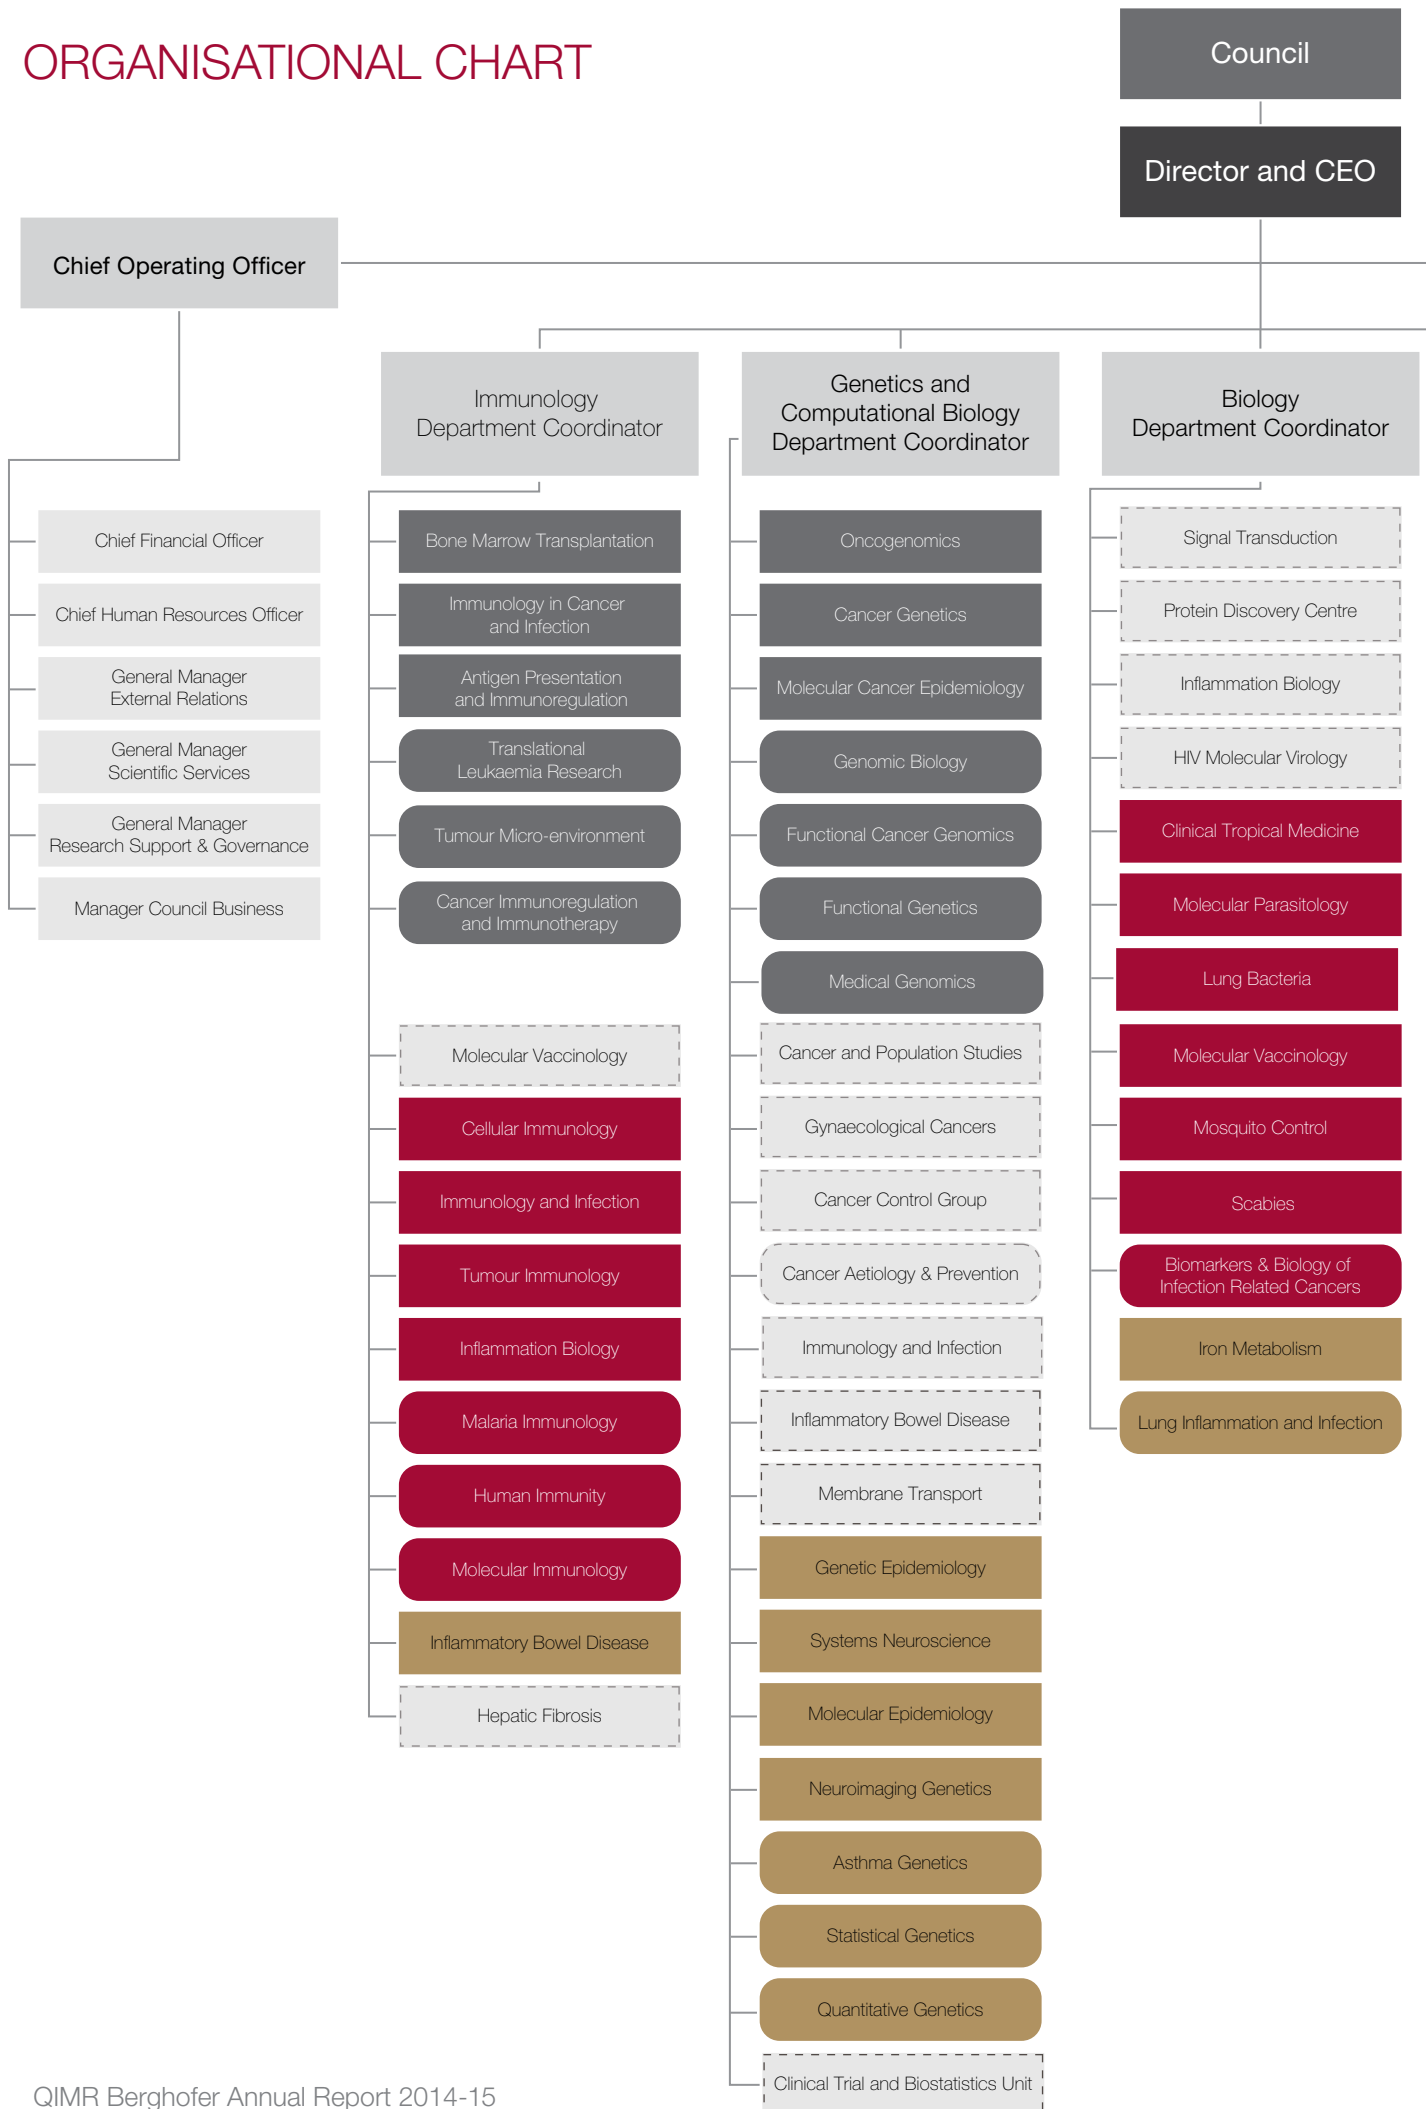 ORGANISATIONAL CHART
Council
Director and CEO
Chief Operating Officer
Immunology
Department Coordinator
Genetics and
Computational Biology
Department Coordinator
Biology
Department Coordinator
Chief Financial Officer
Chief Human Resources Officer
General Manager
External Relations
General Manager
Scientific Services
General Manager
Research Support & Governance
Manager Council Business
Bone Marrow Transplantation
Immunology in Cancer
and Infection
Antigen Presentation
and Immunoregulation
Translational
Leukaemia Research
Tumour Micro-environment
Cancer Immunoregulation
and Immunotherapy
Molecular Vaccinology
Cellular Immunology
Immunology and Infection
Tumour Immunology
Inflammation Biology
Malaria Immunology
Human Immunity
Molecular Immunology
Inflammatory Bowel Disease
Hepatic Fibrosis
Oncogenomics
Cancer Genetics
Molecular Cancer Epidemiology
Genomic Biology
Functional Cancer Genomics
Functional Genetics
Medical Genomics
Cancer and Population Studies
Gynaecological Cancers
Cancer Control Group
Cancer Aetiology & Prevention
Immunology and Infection
Inflammatory Bowel Disease
Membrane Transport
Genetic Epidemiology
Systems Neuroscience
Molecular Epidemiology
Neuroimaging Genetics
Asthma Genetics
Statistical Genetics
Quantitative Genetics
Clinical Trial and Biostatistics Unit
Signal Transduction
Protein Discovery Centre
Inflammation Biology
HIV Molecular Virology
Clinical Tropical Medicine
Molecular Parasitology
Lung Bacteria
Molecular Vaccinology
Mosquito Control
Scabies
Biomarkers & Biology of
Infection Related Cancers
Iron Metabolism
Lung Inflammation and Infection
QIMR Berghofer Annual Report 2014-15